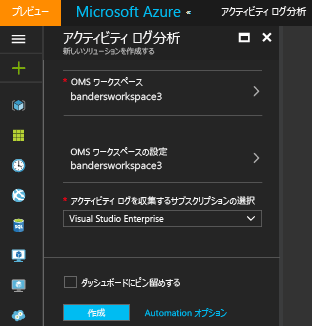 プレビュー Microsoft Azure アクティビティ ログ分析
アクティビティ ログ分析
新しいソリューションを作成する
* OMS ワークスペース
bandersworkspace3
OMS ワークスペースの設定
bandersworkspace3
* アクティビティ ログを収集するサブスクリプションの選択
Visual Studio Enterprise
ダッシュボードにピン留めする
作成 Automation オプション
SQL